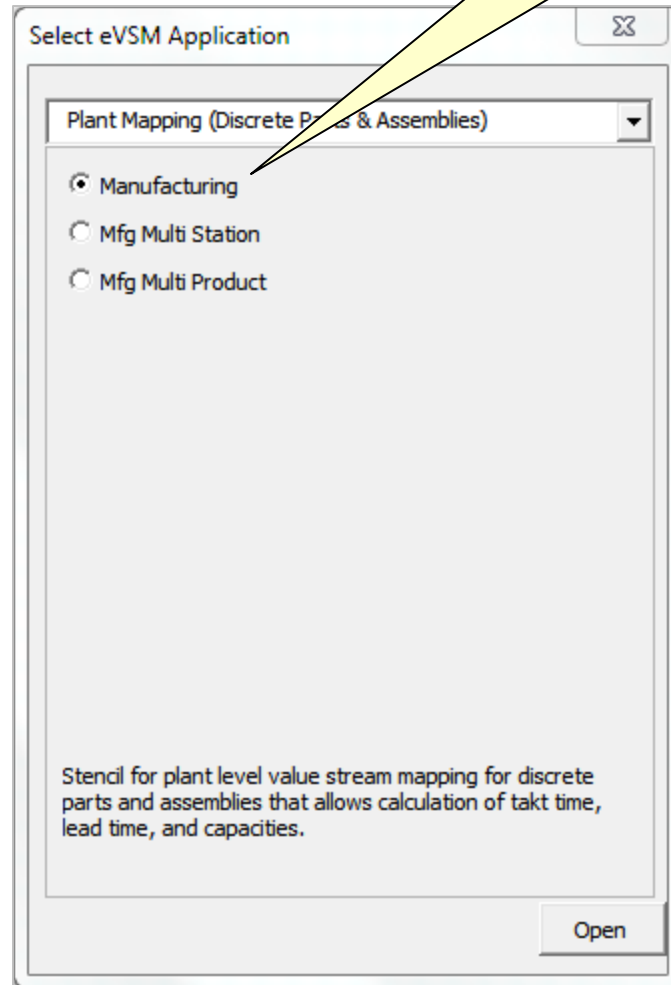 Select eVSM Application
Plant Mapping (Discrete Parts & Assemblies)
Manufacturing
Mfg Multi Station
Mfg Multi Product
Stencil for plant level value stream mapping for discrete
parts and assemblies that allows calculation of takt time,
lead time, and capacities.
Open